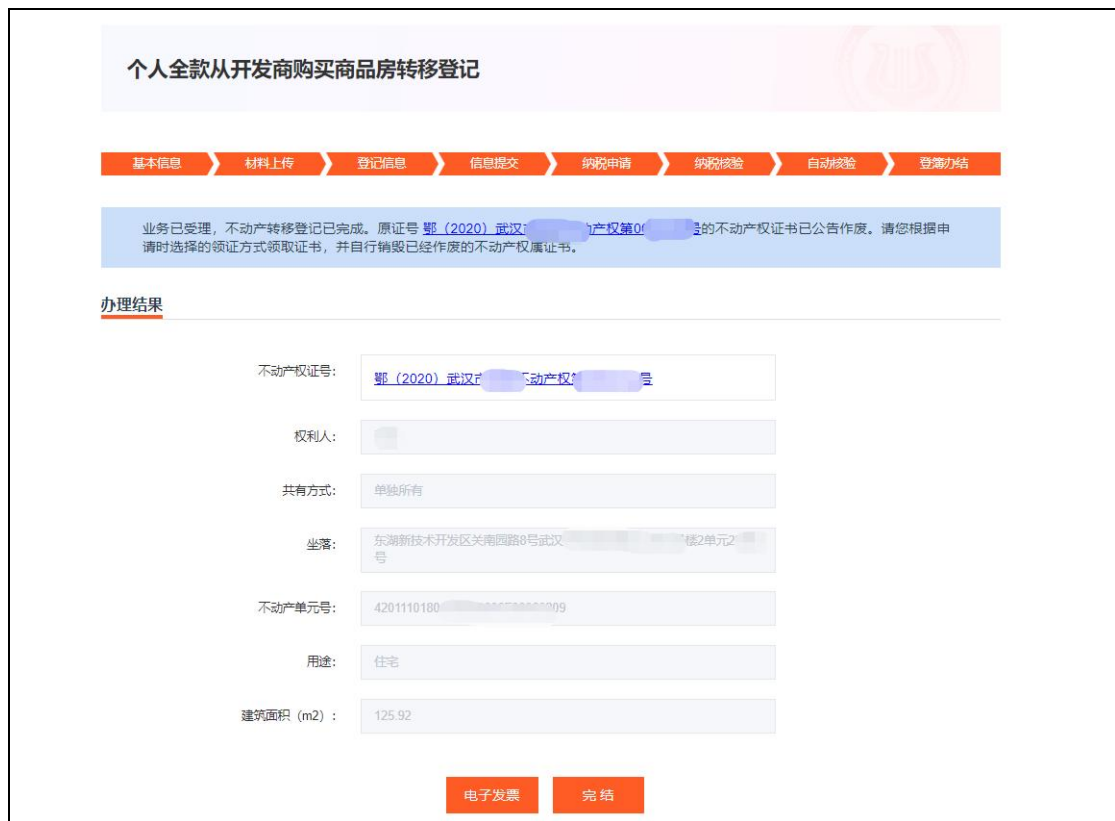 个人全款从开发商购买商品房转移登记
基本信息 材料上传 登记信息 信息提交 纳税申请 纳税核验 自动核验 登簿办结
业务已受理，不动产转移登记已完成。原证号 鄂（2020）武汉 动产权第0 号的不动产权证书已公告作废。请您根据申
请时选择的领证方式领取证书，并自行销毁已经作废的不动产权属证书。
办理结果
不动产权证号： 鄂（2020）武汉市 不动产权 号
权利人：
共有方式： 单独所有
坐落： 东湖新技术开发区关南园路8号武汉 楼2单元2
号
不动产单元号： 4201110180 209
用途： 住宅
建筑面积（m2）： 125.92
电子发票 完结